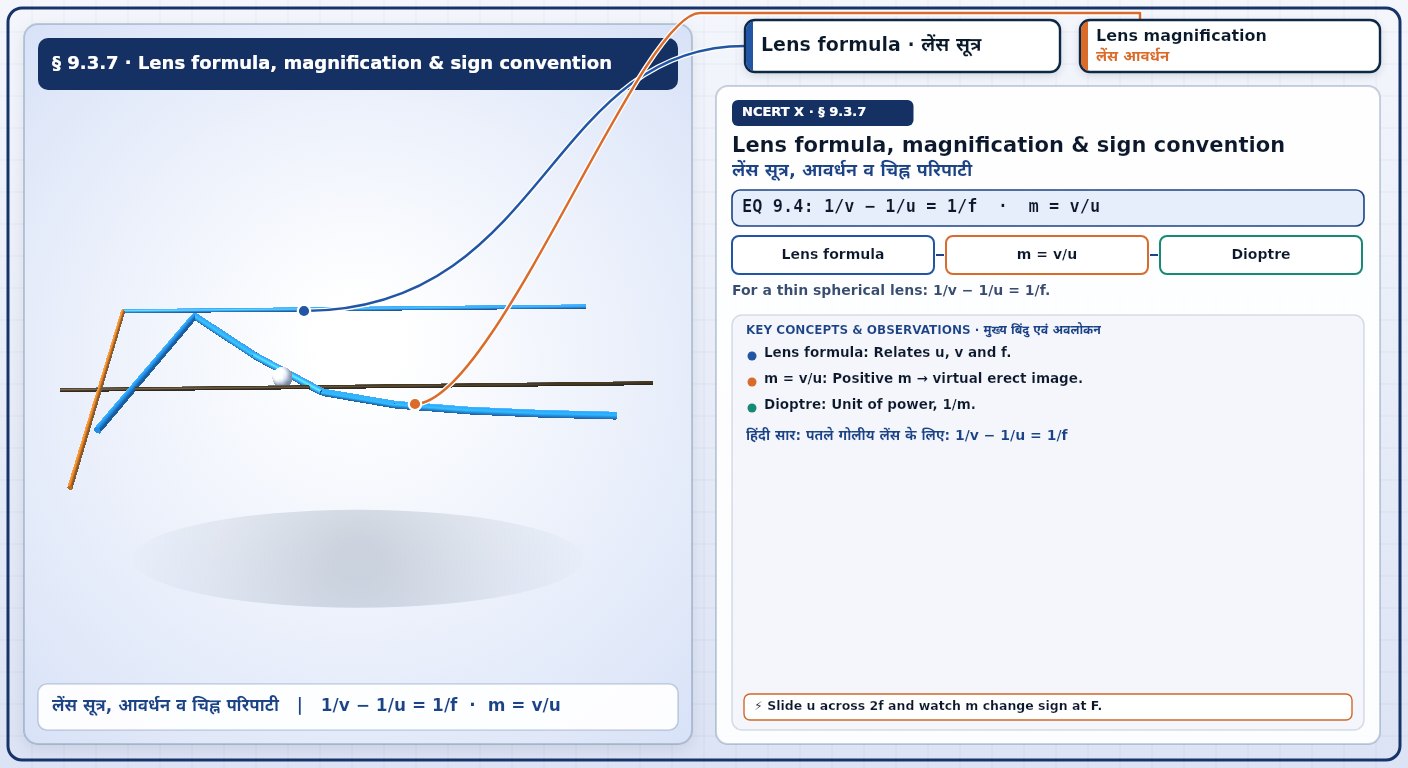 § 9.3.7 · Lens formula, magnification & sign convention
लेंस सूत्र, आवर्धन व चिह्न परिपाटी | 1/v − 1/u = 1/f · m = v/u
Lens formula · लेंस सूत्र
Lens magnification
लेंस आवर्धन
NCERT X · § 9.3.7
Lens formula, magnification & sign convention
लेंस सूत्र, आवर्धन व चिह्न परिपाटी
EQ 9.4: 1/v − 1/u = 1/f · m = v/u
Lens formula
m = v/u
Dioptre
For a thin spherical lens: 1/v − 1/u = 1/f.
KEY CONCEPTS & OBSERVATIONS · मुख्य बिंदु एवं अवलोकन
Lens formula: Relates u, v and f.
m = v/u: Positive m → virtual erect image.
Dioptre: Unit of power, 1/m.
हिंदी सार: पतले गोलीय लेंस के लिए: 1/v − 1/u = 1/f
⚡ Slide u across 2f and watch m change sign at F.